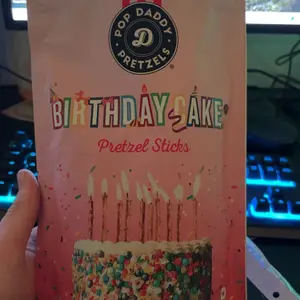 POP DADDY
D
PRETZELS
BIRTHDAY CAKE
Pretzel Sticks